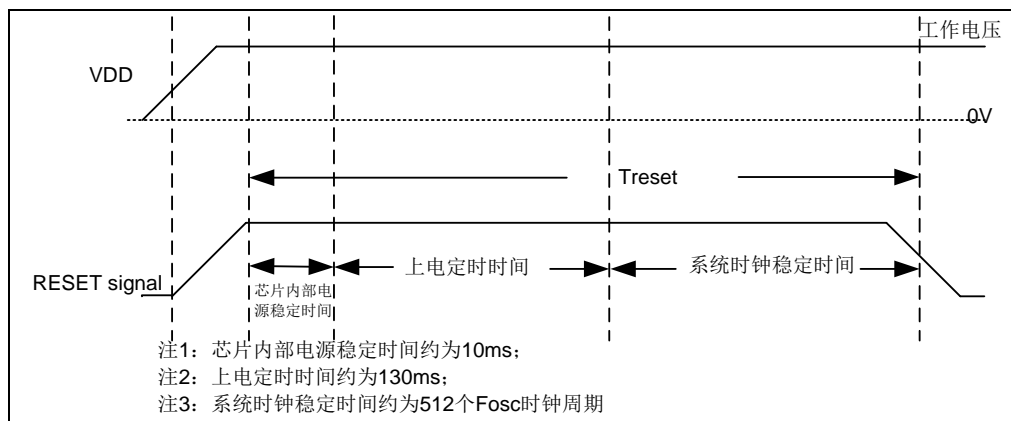 工作电压
VDD
0V
Treset
RESET signal
芯片内部电
源稳定时间
上电定时时间
系统时钟稳定时间
注1：芯片内部电源稳定时间约为10ms；
注2：上电定时时间约为130ms；
注3：系统时钟稳定时间约为512个Fosc时钟周期